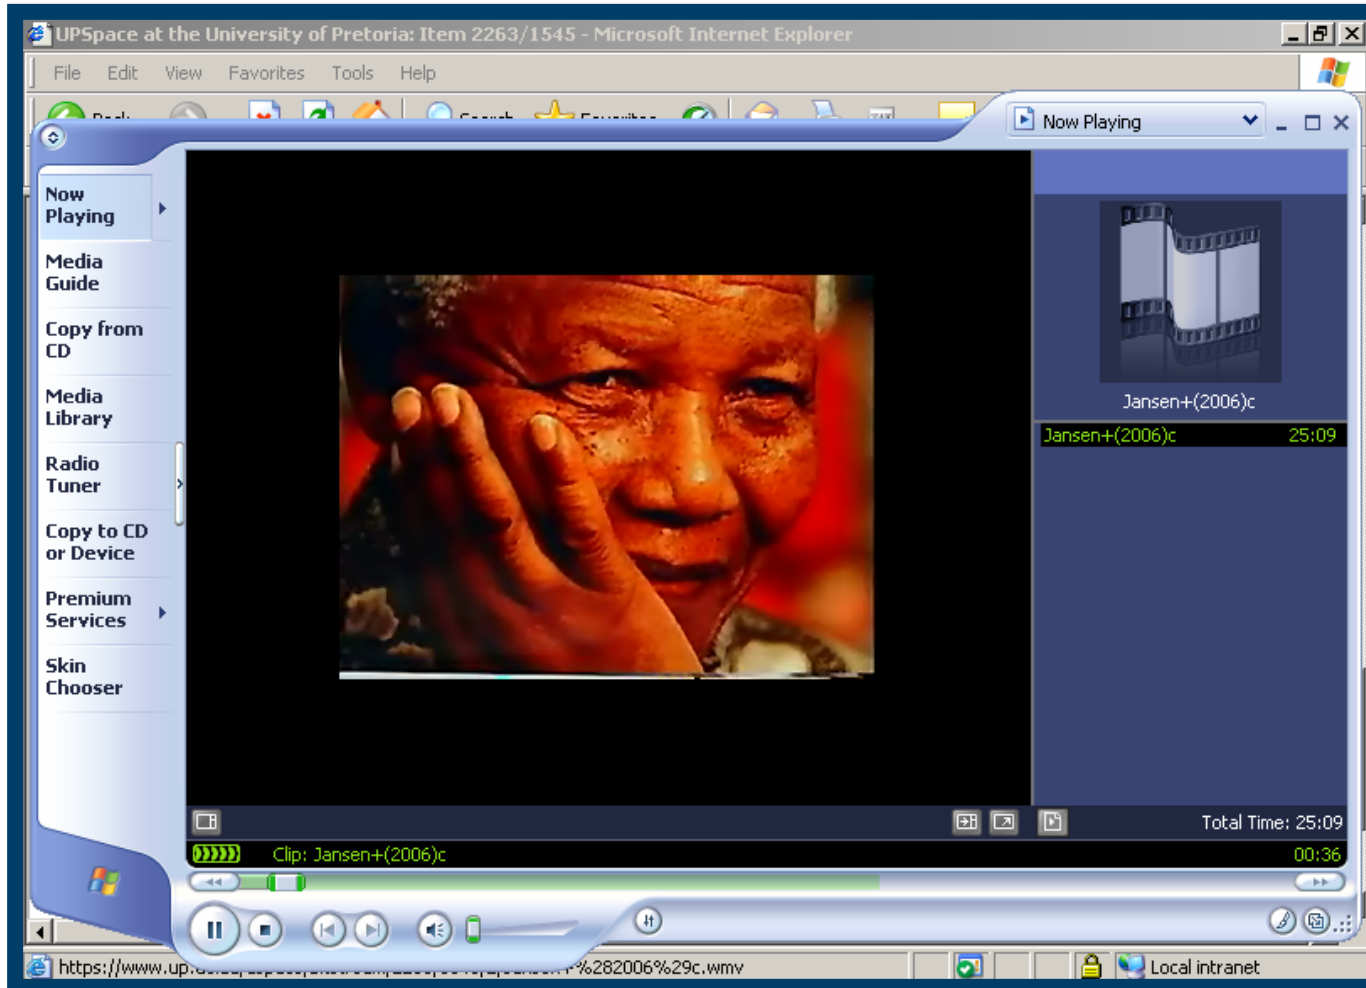 UPSpace at the University of Pretoria: Item 2263/1545 - Microsoft Internet Explorer
File Edit View Favorites Tools Help
Now Playing
Now
Playing
Media
Guide
Copy from
CD
Media
Library
Radio
Tuner
Copy to CD
or Device
Premium
Services
Skin
Chooser
Jansen+(2006)c
Jansen+(2006)c 25:09
Total Time: 25:09
Clip: Jansen+(2006)c 00:36
https://www.up. %282006%29c.wmv
Local intranet